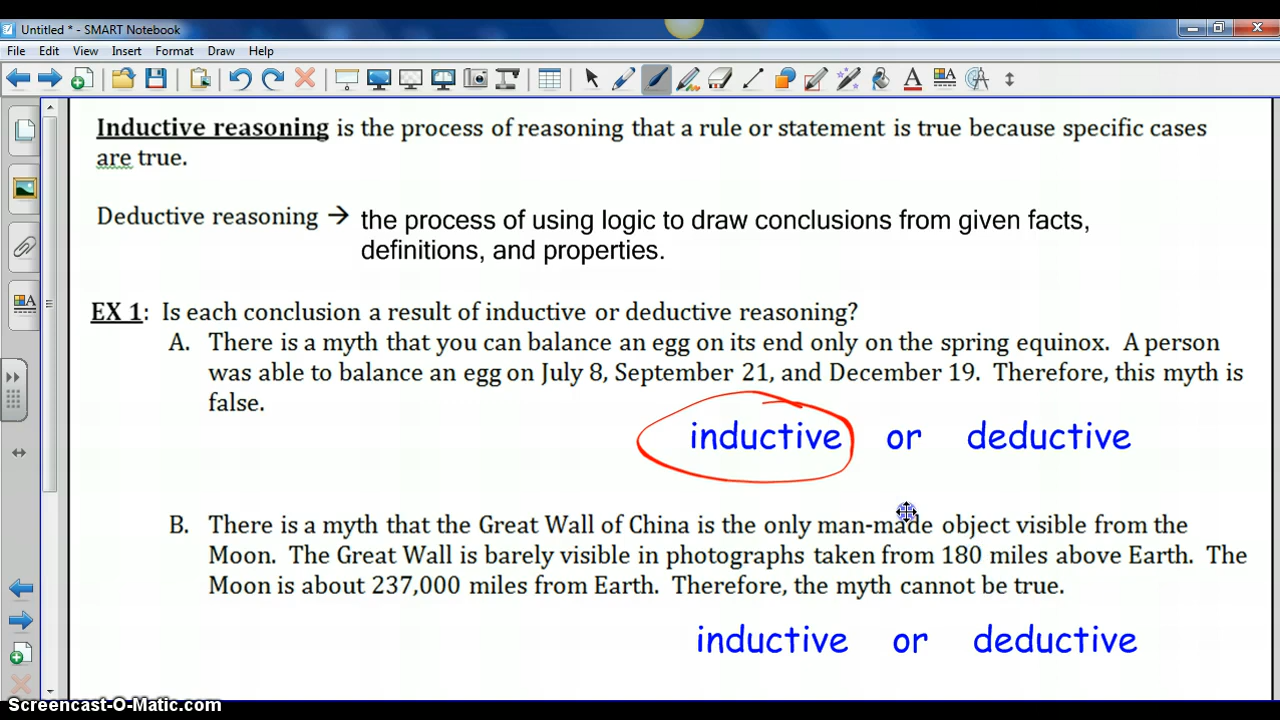 Untitled * - SMART Notebook
File Edit View Insert Format Draw Help
Inductive reasoning is the process of reasoning that a rule or statement is true because specific cases
are true.
Deductive reasoning → the process of using logic to draw conclusions from given facts,
definitions, and properties.
EX 1: Is each conclusion a result of inductive or deductive reasoning?
A. There is a myth that you can balance an egg on its end only on the spring equinox. A person
was able to balance an egg on July 8, September 21, and December 19. Therefore, this myth is
false.
inductive or deductive
B. There is a myth that the Great Wall of China is the only man-made object visible from the
Moon. The Great Wall is barely visible in photographs taken from 180 miles above Earth. The
Moon is about 237,000 miles from Earth. Therefore, the myth cannot be true.
inductive or deductive
Screencast-O-Matic.com